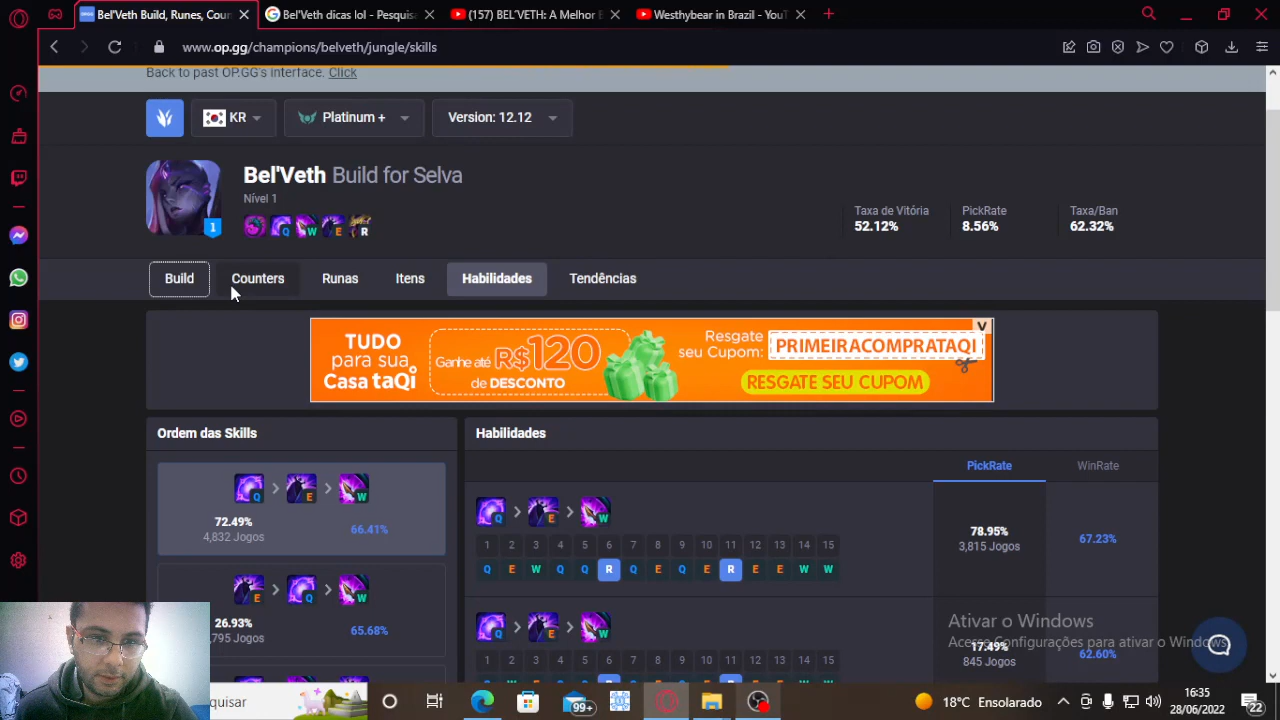 Bel'Veth Build, Runes, Coun
Bel'Veth dicas lol - Pesquisa
(157) BEL'VETH: A Melhor B
Westhybear in Brazil - YouT
www.op.gg/champions/belveth/jungle/skills
Back to past OP.GG's interface. Click
KR
Platinum +
Version: 12.12
Bel'Veth Build for Selva
Nível 1
1
Q W E R
Taxa de Vitória
52.12%
PickRate
8.56%
Taxa/Ban
62.32%
Build Counters Runas Itens Habilidades Tendências
TUDO
para sua
Casa taQi
Ganhe até R$120
de DESCONTO
Resgate
seu Cupom: PRIMEIRACOMPRATAQI
RESGATE SEU CUPOM
Ordem das Skills
Q > E > W
72.49%
4,832 Jogos
66.41%
E > Q > W
26.93%
,795 Jogos
65.68%
Habilidades
PickRate WinRate
Q > E > W
1 2 3 4 5 6 7 8 9 10 11 12 13 14 15
Q E W Q Q R Q E Q E R E E W W
78.95%
3,815 Jogos
67.23%
Q > E > W
1 2 3 4 5 6 7 8 9 10 11 12 13 14 15
17.49%
845 Jogos
62.60%
Ativar o Windows
Acesse Configurações para ativar o Windows.
squisar
99+
18°C Ensolarado
16:35
28/06/2022
22